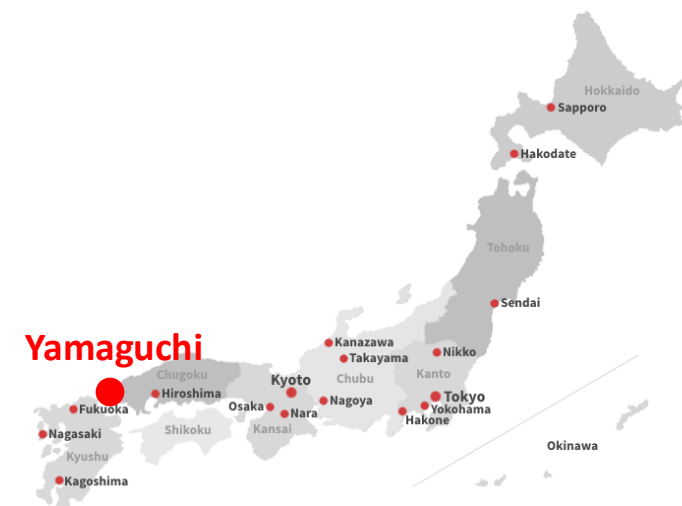 Hokkaido
Sapporo
Hakodate
Tohoku
Sendai
Yamaguchi
Kanazawa
Takayama
Nikko
Chugoku
Kyoto
Chubu
Kanto
Hiroshima
Tokyo
Osaka
Nara
Nagoya
Yokohama
Fukuoka
Hakone
Shikoku
Kansai
Nagasaki
Okinawa
Kyushu
Kagoshima